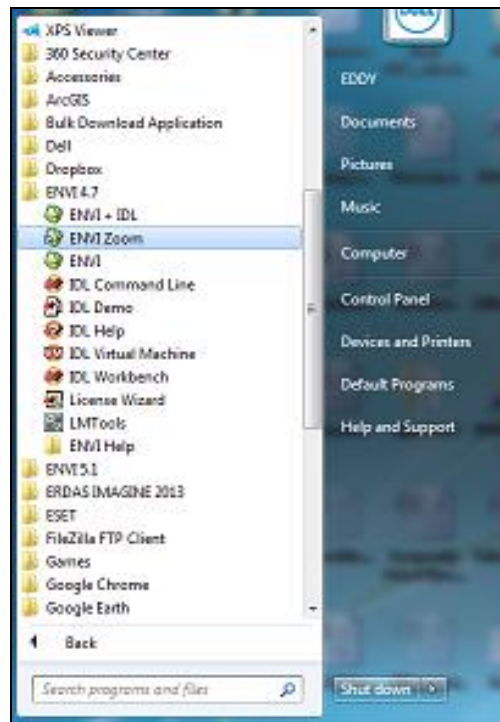 DELL
XPS Viewer
360 Security Center
Accessories
ArcGIS
Bulk Download Application
Dell
Dropbox
ENVI 4.7
ENVI + IDL
ENVI Zoom
ENVI
IDL Command Line
IDL Demo
IDL Help
IDL Virtual Machine
IDL Workbench
License Wizard
LMTools
ENVI Help
ENVI 5.1
ERDAS IMAGINE 2013
ESET
FileZilla FTP Client
Games
Google Chrome
Google Earth
Back
Search programs and files
EDDY
Documents
Pictures
Music
Computer
Control Panel
Devices and Printers
Default Programs
Help and Support
Shut down